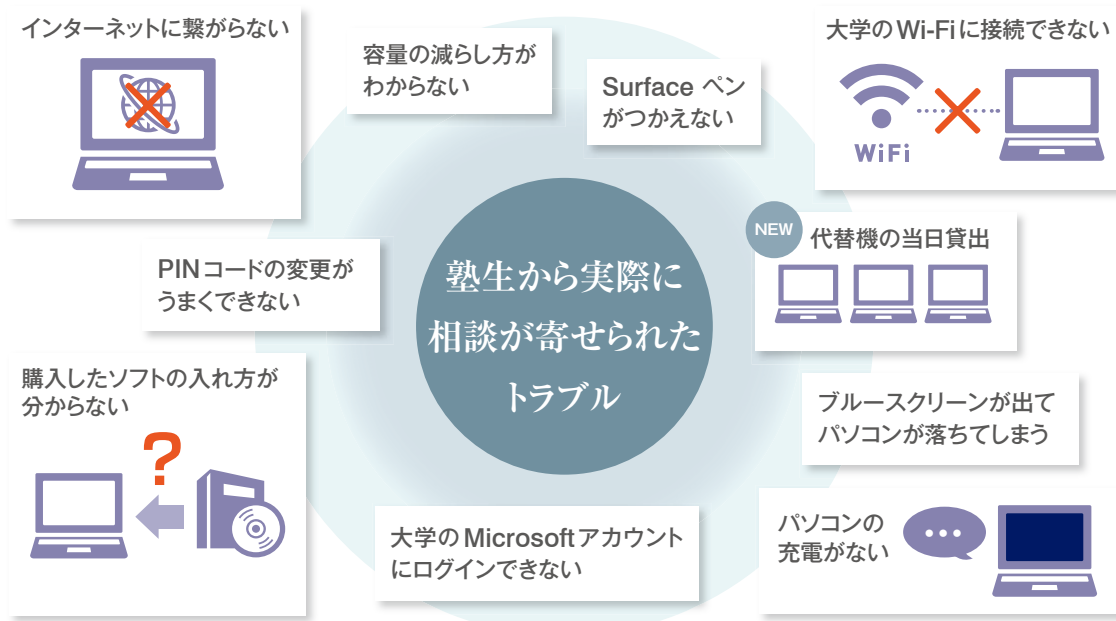 インターネットに繋がらない
容量の減らし方が
わからない
Surface ペン
がつかえない
大学のWi-Fiに接続できない
WiFi
PINコードの変更が
うまくできない
塾生から実際に
相談が寄せられた
トラブル
NEW
代替機の当日貸出
購入したソフトの入れ方が
分からない
?
ブルースクリーンが出て
パソコンが落ちてしまう
大学のMicrosoftアカウント
にログインできない
パソコンの
充電がない